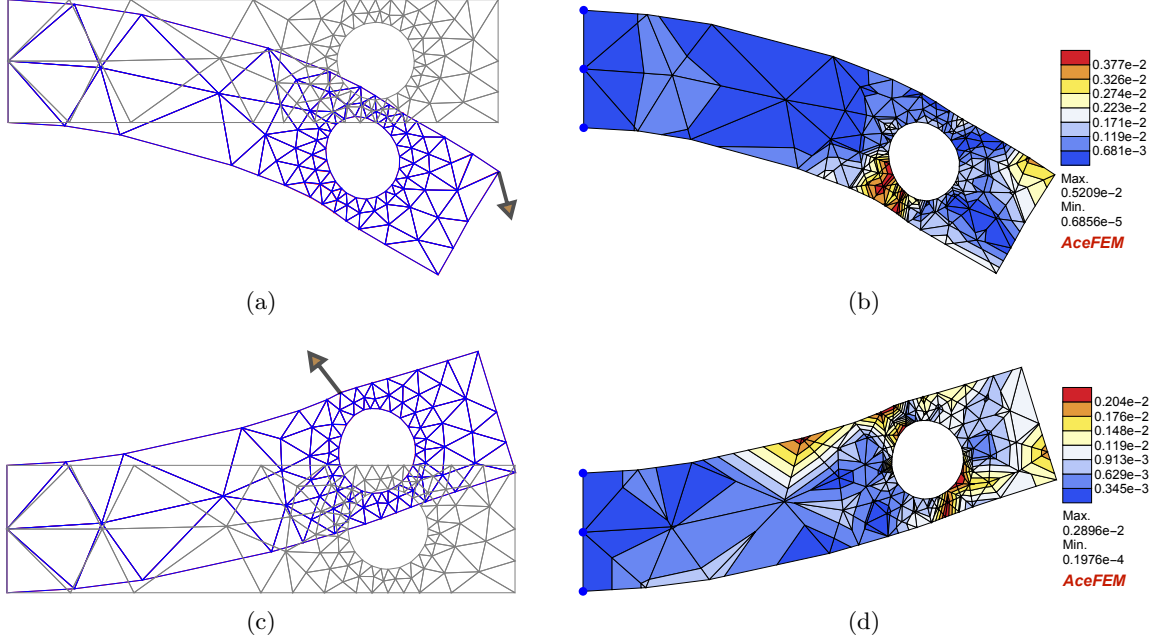 0.377e-2
0.326e-2
0.274e-2
0.223e-2
0.171e-2
0.119e-2
0.681e-3
Max.
0.5209e-2
Min.
0.6856e-5
AceFEM
(a)
(b)
0.204e-2
0.176e-2
0.148e-2
0.119e-2
0.913e-3
0.629e-3
0.345e-3
Max.
0.2896e-2
Min.
0.1976e-4
AceFEM
(c)
(d)